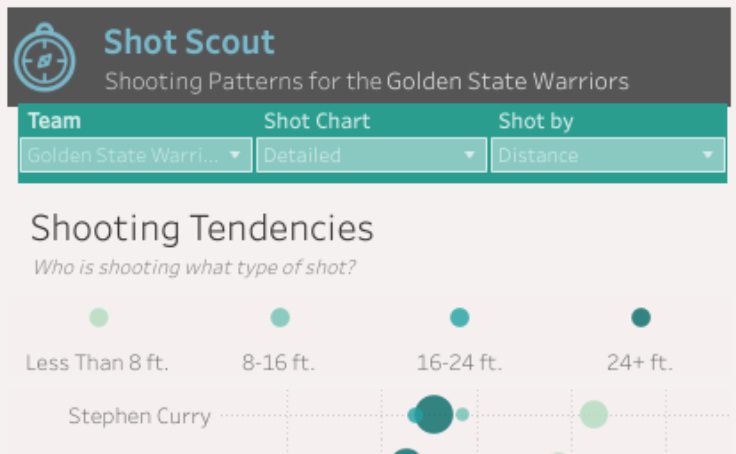 Shot Scout
Shooting Patterns for the Golden State Warriors
Team Shot Chart Shot by
Golden State Warri... Detailed Distance
Shooting Tendencies
Who is shooting what type of shot?
Less Than 8 ft. 8-16 ft. 16-24 ft. 24+ ft.
Stephen Curry